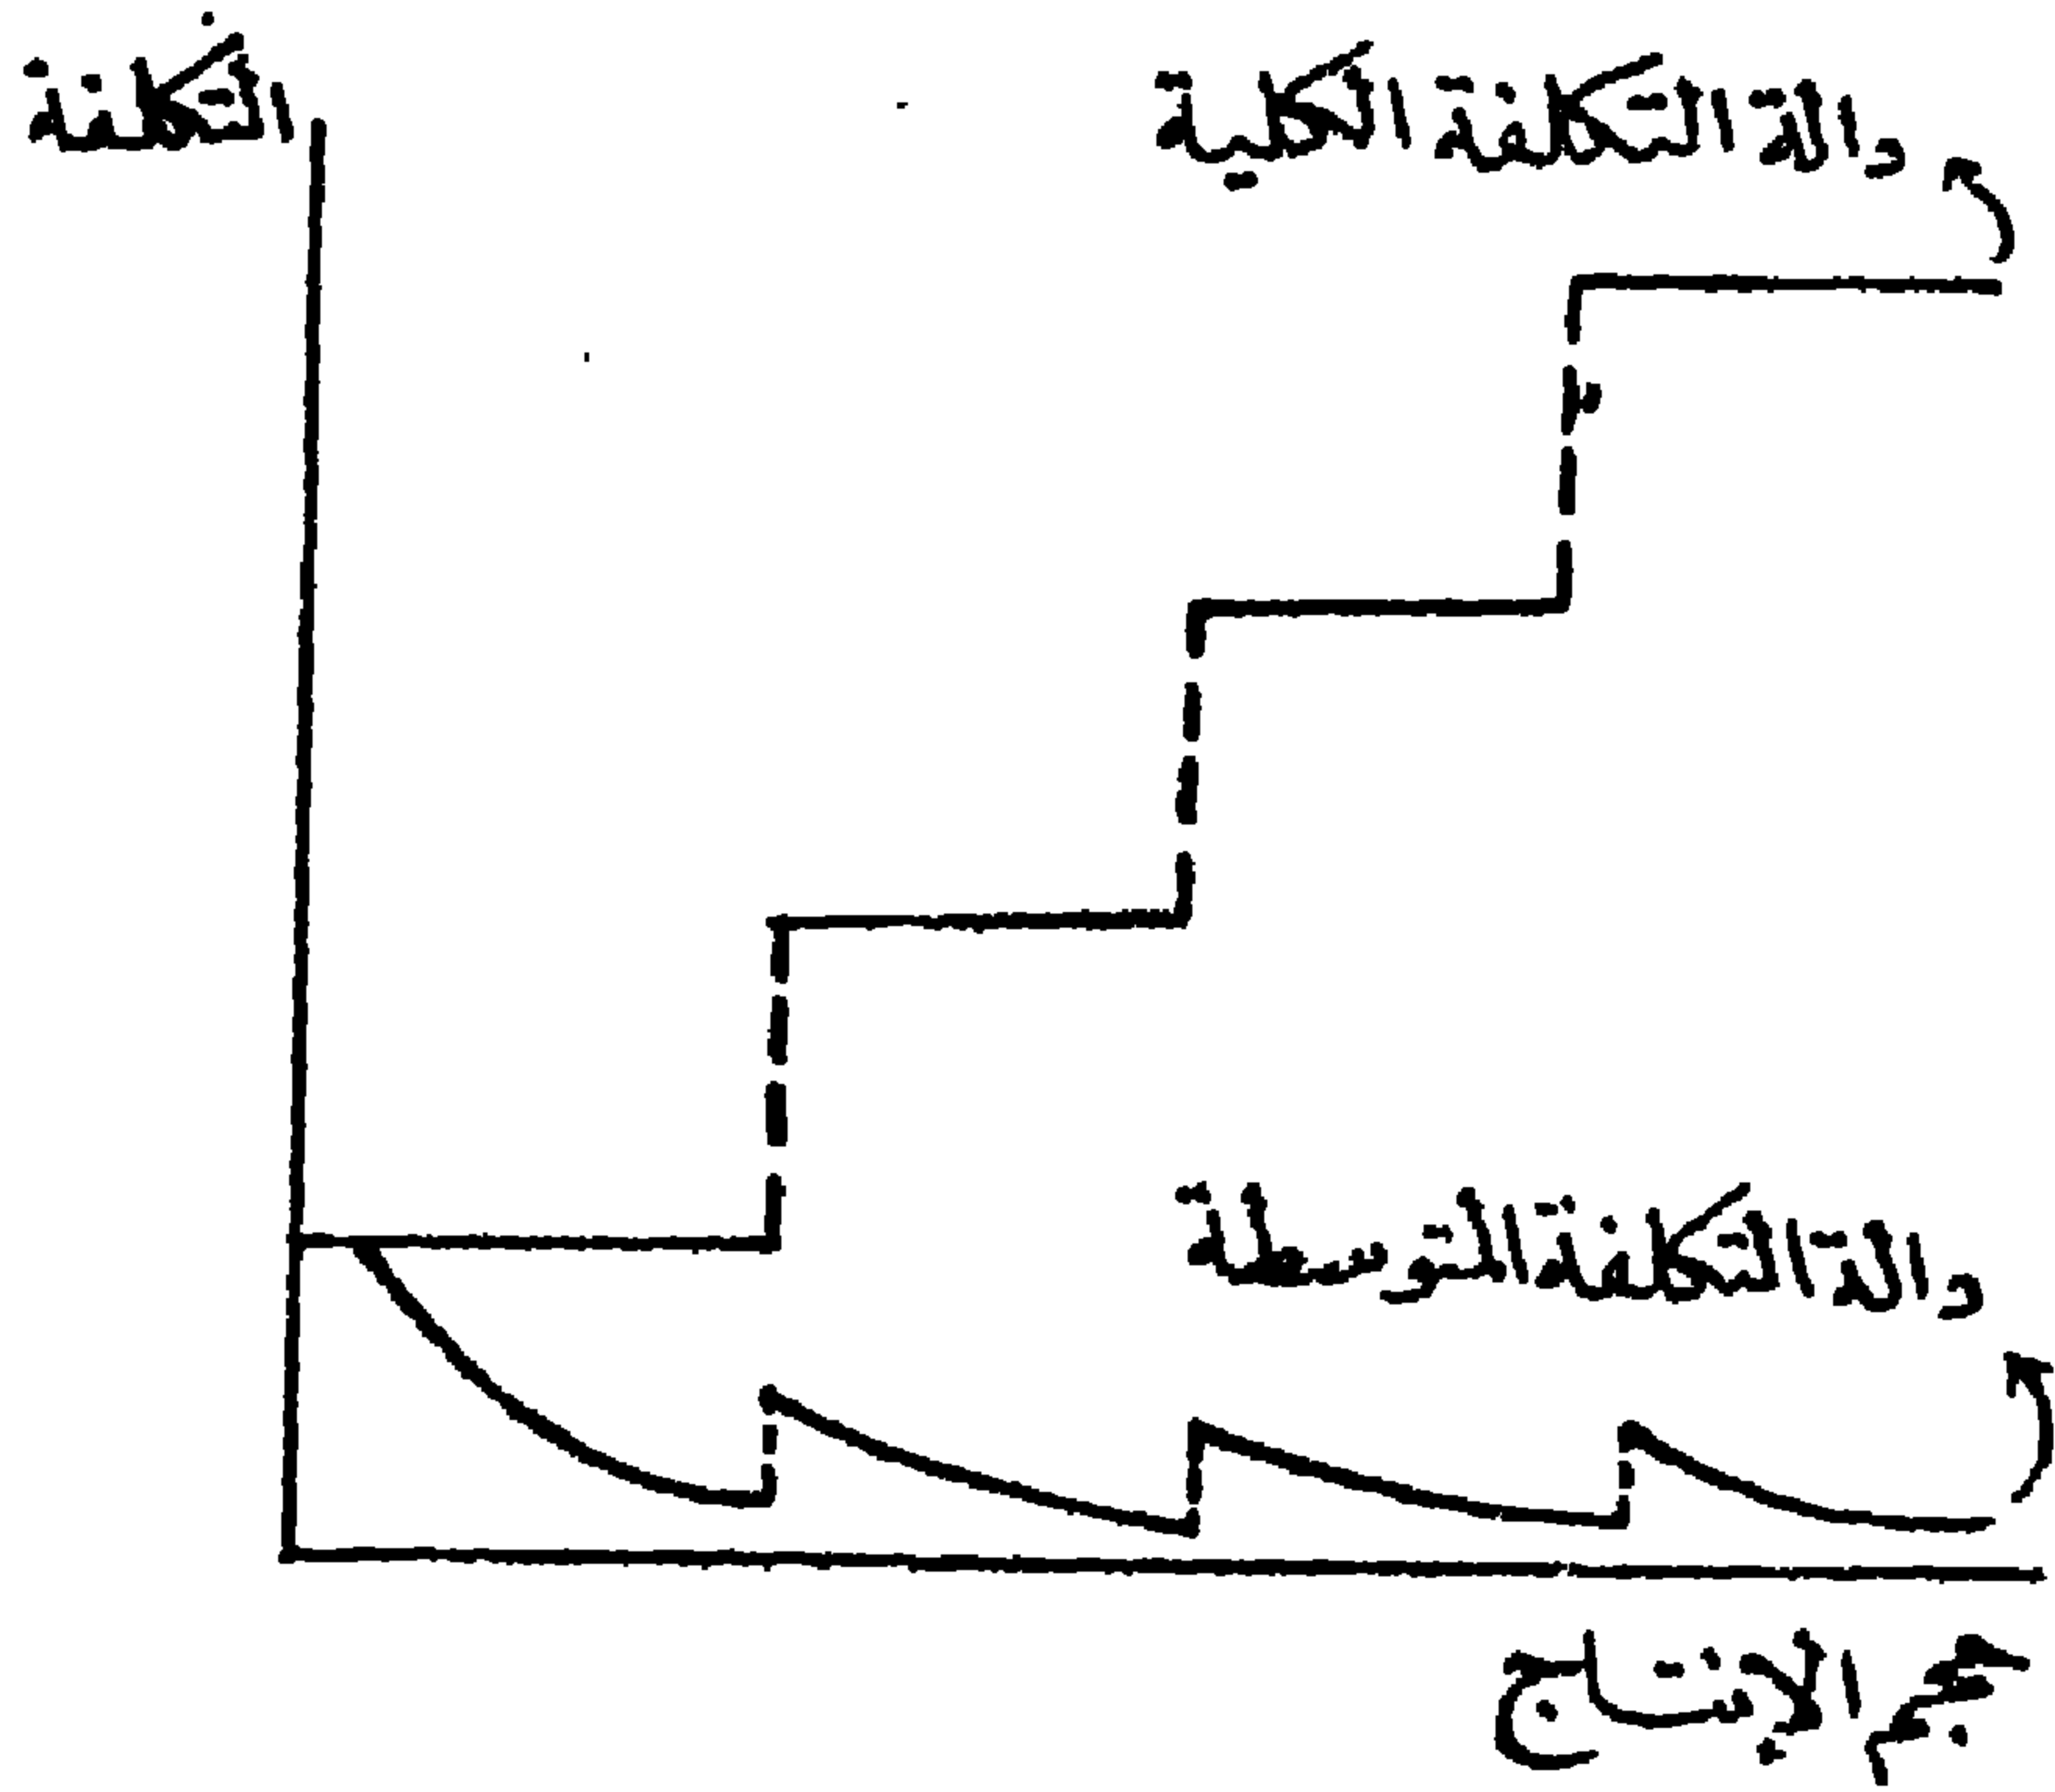 التكلفة
دالة التكلفة الكلية
دالة التكلفة المتوسطة
حجم الإنتاج